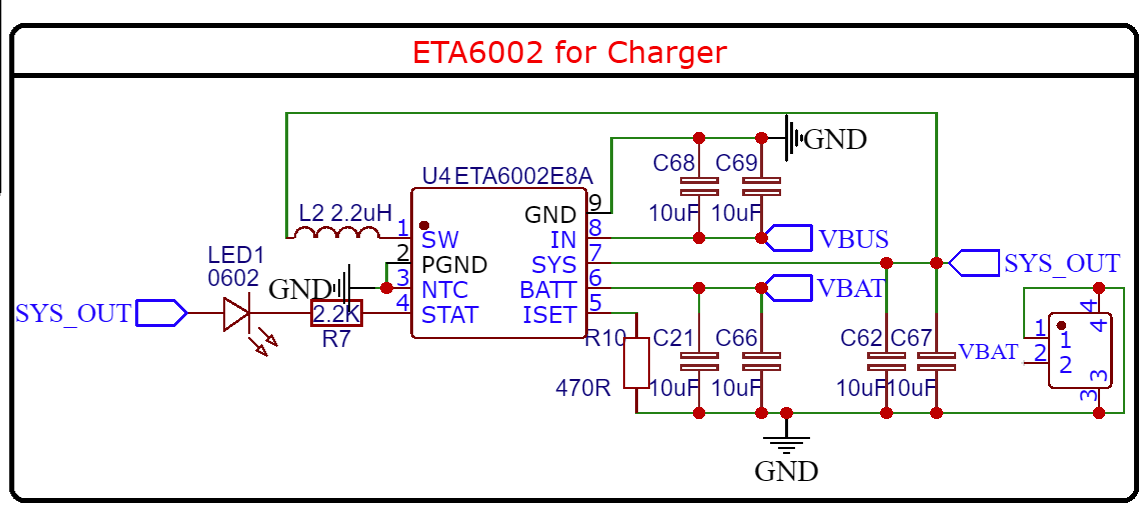 ETA6002 for Charger
GND
C68 C69
U4 ETA6002E8A
10uF 10uF
L2 2.2uH
1 SW
2 PGND
3 NTC
4 STAT
GND 9
IN 8
SYS 7
BATT 6
ISET 5
VBUS
SYS_OUT
VBAT
LED1
0602
GND
SYS_OUT
2.2K
R7
R10
470R
C21 C66
10uF 10uF
C62 C67
10uF 10uF
VBAT
4
4
1 1
2 2
3
3
GND